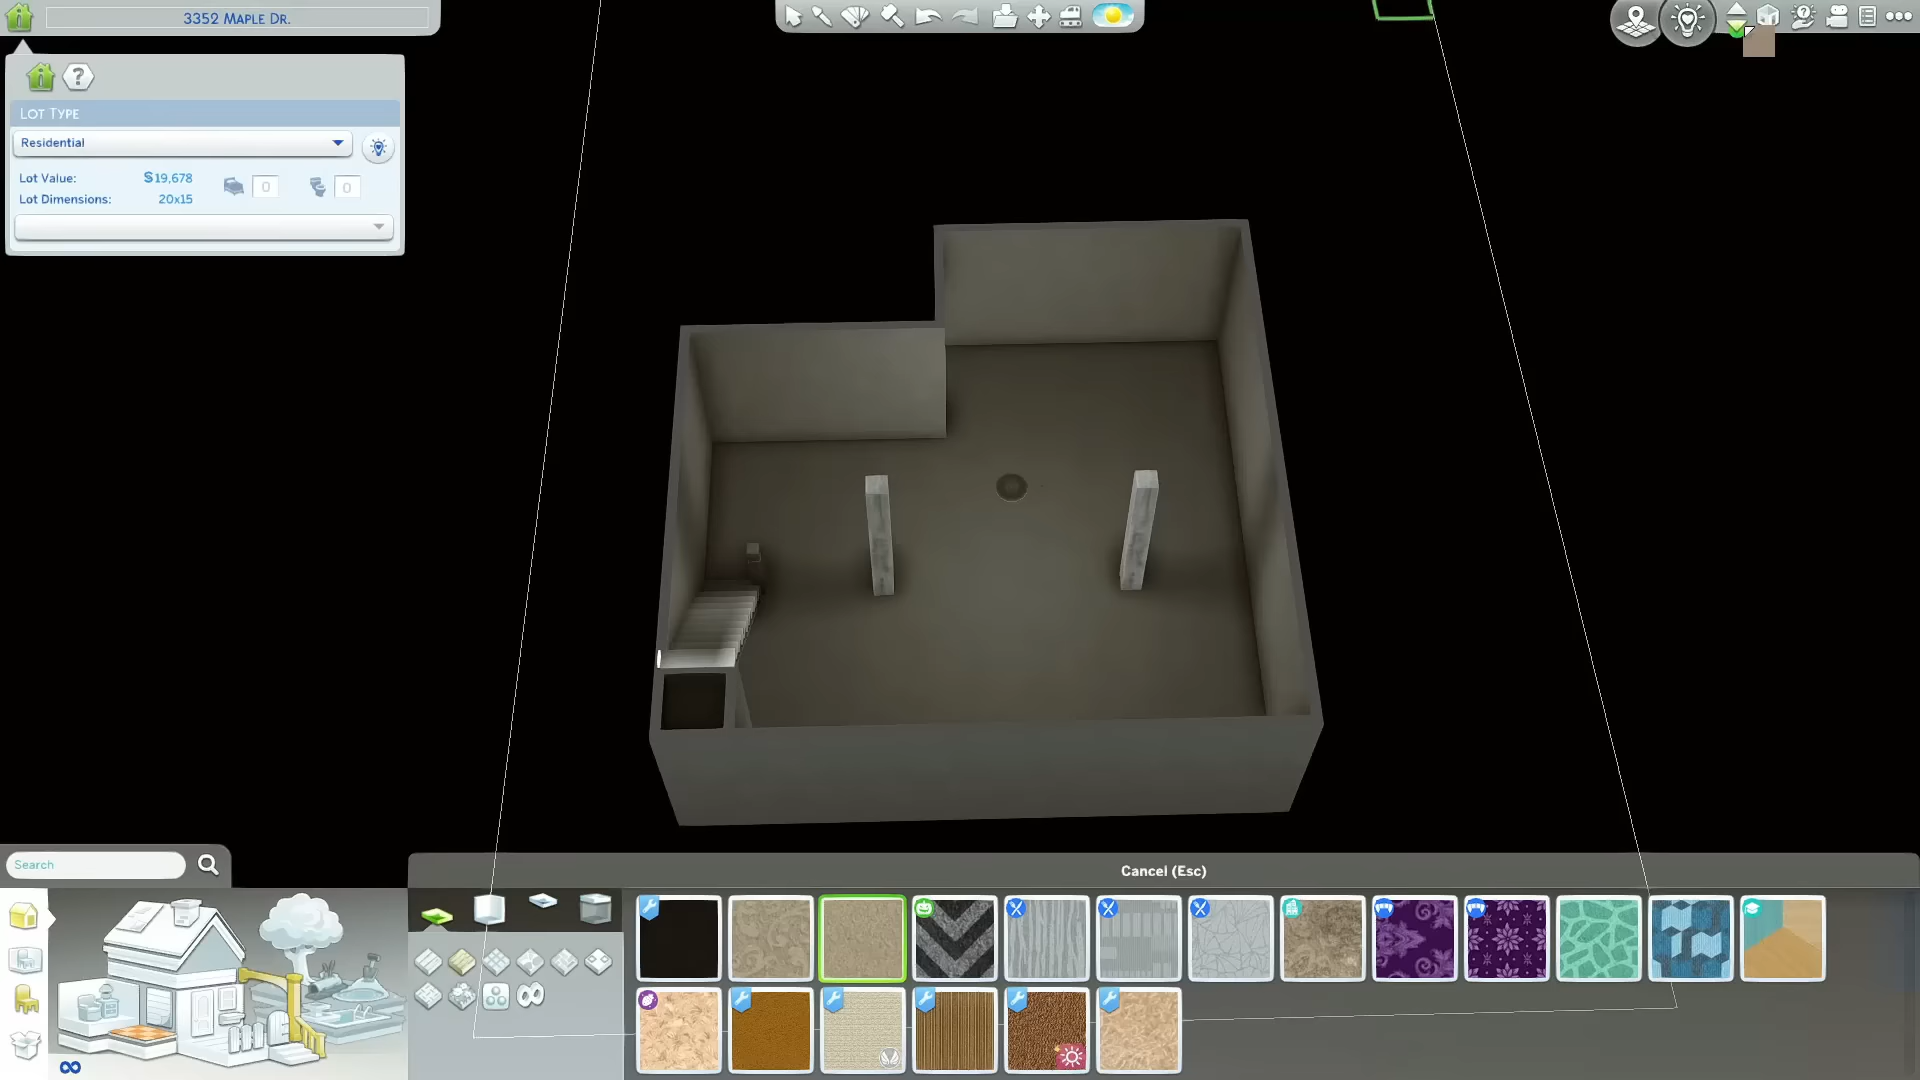 3352 Maple Dr.
Lot Type
Residential
Lot Value: §19,678
0
0
Lot Dimensions: 20x15
Search
Cancel (Esc)